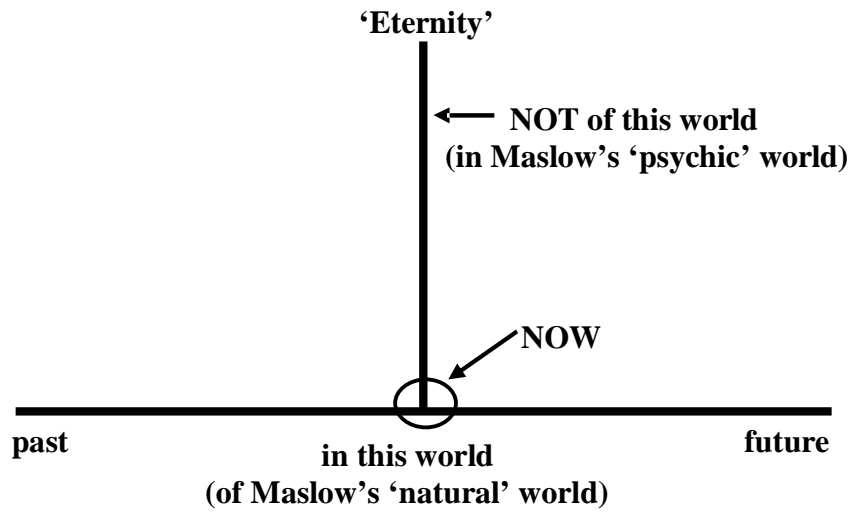 ‘Eternity’
NOT of this world
(in Maslow’s ‘psychic’ world)
NOW
past
future
in this world
(of Maslow’s ‘natural’ world)